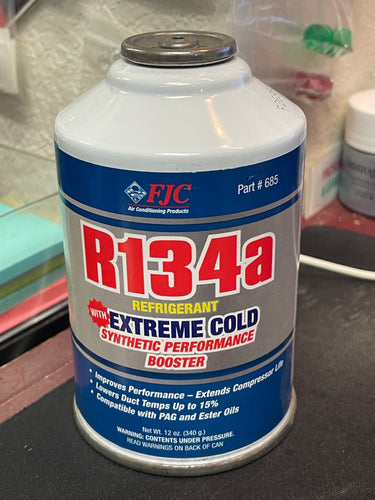 FJC
Air Conditioning Products
Part # 685
R134a
REFRIGERANT
WITH EXTREME COLD
SYNTHETIC PERFORMANCE
BOOSTER
• Improves Performance – Extends Compressor Life
• Lowers Duct Temps Up to 15%
• Compatible with PAG and Ester Oils
Net Wt. 12 oz. (340 g.)
WARNING: CONTENTS UNDER PRESSURE.
READ WARNINGS ON BACK OF CAN